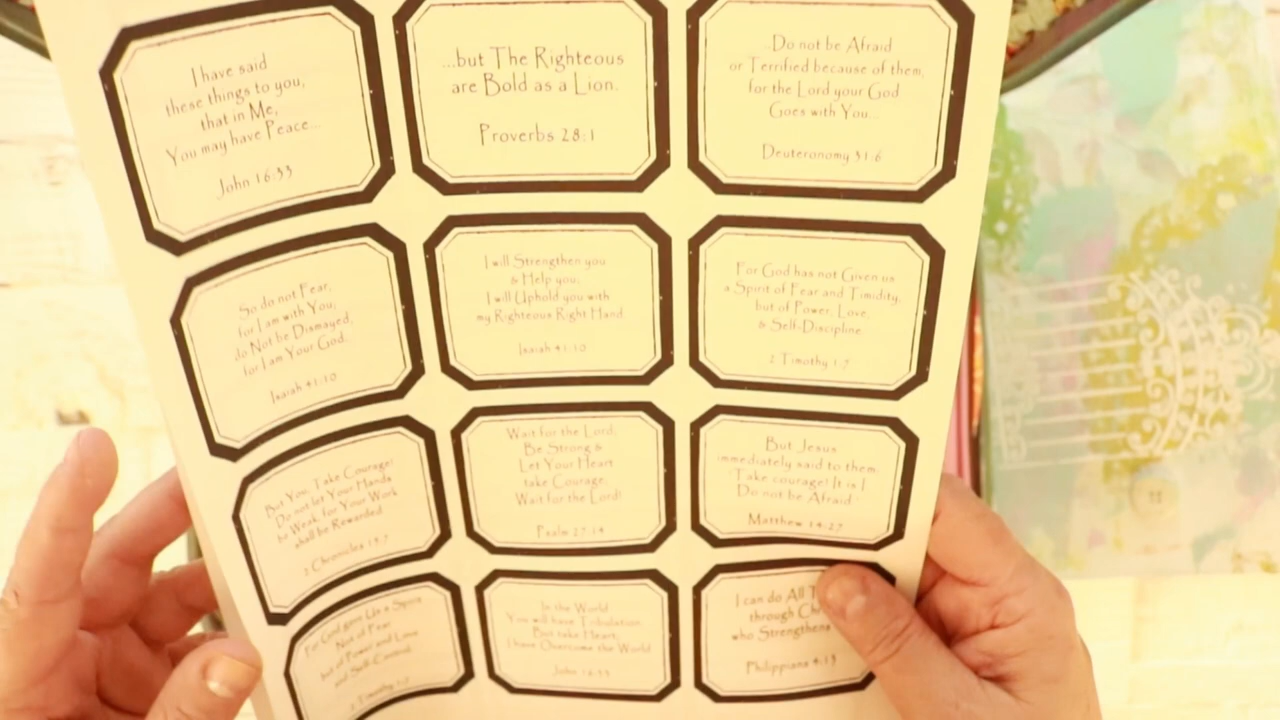 I have said
these things to you,
that in Me,
You may have Peace...
John 16:33
...but The Righteous
are Bold as a Lion.
Proverbs 28:1
Do not be Afraid
or Terrified because of them,
for the Lord your God
Goes with You...
Deuteronomy 31:6
So do not Fear,
for I am with You;
do Not be Dismayed,
for I am Your God...
Isaiah 41:10
I will Strengthen you
& Help you;
I will Uphold you with
my Righteous Right Hand.
Isaiah 41:10
For God has not Given us
a Spirit of Fear and Timidity,
but of Power, Love,
& Self-Discipline
2 Timothy 1:7
But You, Take Courage!
Do not let Your Hands
be Weak, for Your Work
shall be Rewarded
2 Chronicles 15:7
Wait for the Lord;
Be Strong &
Let Your Heart
take Courage;
Wait for the Lord!
Psalm 27:14
But Jesus
immediately said to them:
"Take courage! It is I.
Do not be Afraid."
Matthew 14:27
God gave Us a Spirit
Not of Fear
but of Power and Love
and Self-Control.
2 Timothy 1:7
In the World
You will have Tribulation.
But take Heart;
I have Overcome the World
John 16:33
I can do All
through
who Strengthens
Philippians 4:13